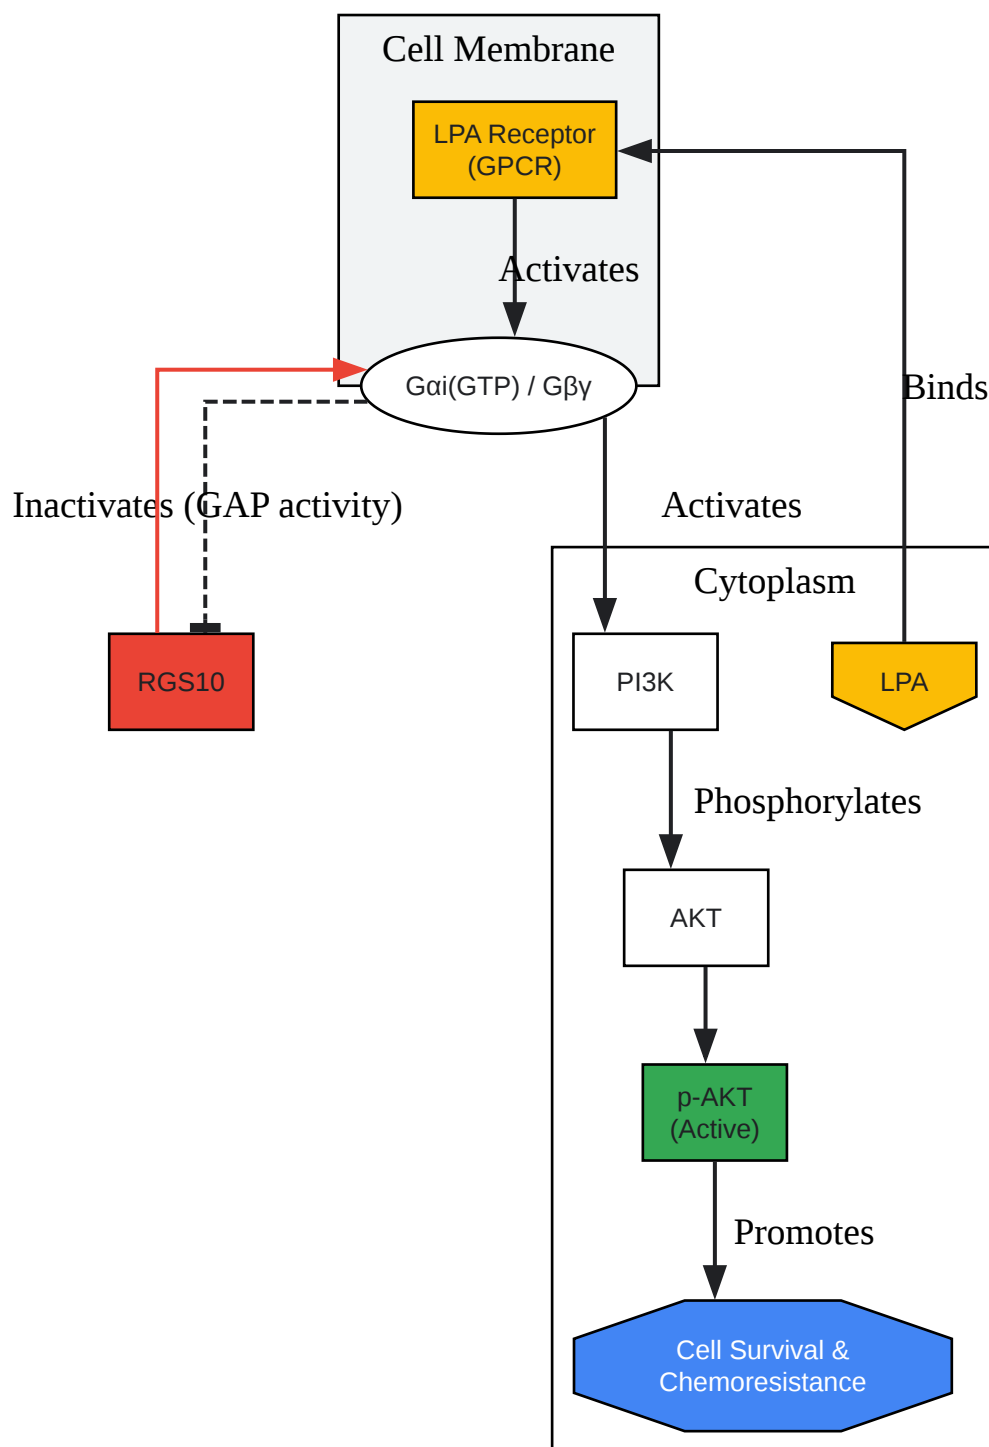 Cell Membrane
LPA Receptor
(GPCR)
Activates
Gαi(GTP) / Gβγ
Binds
Inactivates (GAP activity)
Activates
Cytoplasm
RGS10
PI3K
LPA
Phosphorylates
AKT
p-AKT
(Active)
Promotes
Cell Survival &
Chemoresistance